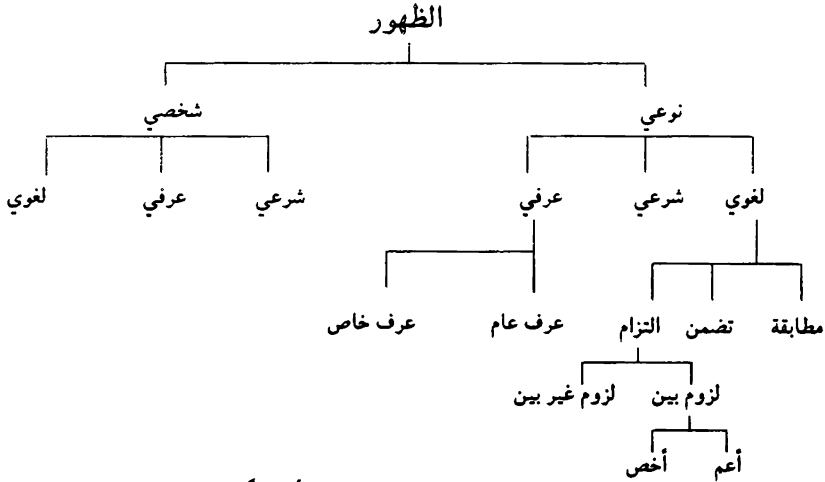 الظهور
نوعي شخصي
لغوي شرعي عرفي شرعي عرفي لغوي
مطابقة تضمن التزام عرف عام عرف خاص
لزوم بين لزوم غير بين
أعم أخص